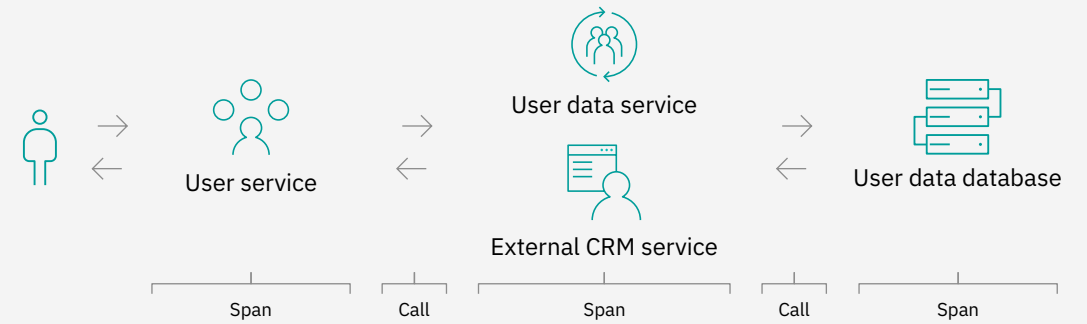 User data service
User service
User data database
External CRM service
Span
Call
Span
Call
Span